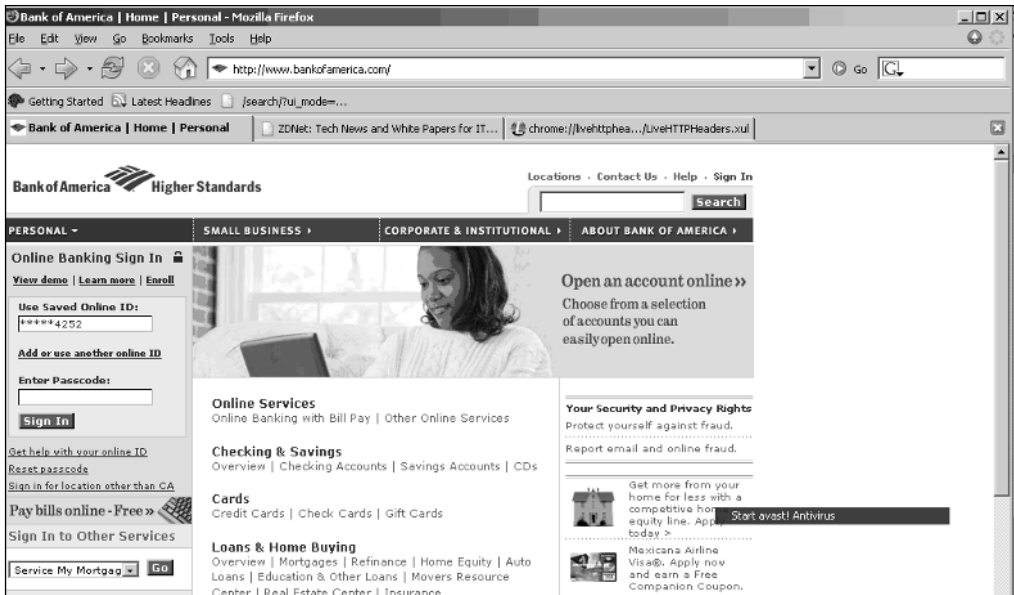 Bank of America | Home | Personal - Mozilla Firefox
File Edit View Go Bookmarks Tools Help
http://www.bankofamerica.com/
Go
G
Getting Started Latest Headlines /search/?ui_mode=...
Bank of America | Home | Personal
ZDNet: Tech News and White Papers for IT...
chrome://livehttphea.../LiveHTTPHeaders.xul
Locations · Contact Us · Help · Sign In
Bank of America Higher Standards
Search
PERSONAL
SMALL BUSINESS
CORPORATE & INSTITUTIONAL
ABOUT BANK OF AMERICA
Online Banking Sign In
View demo | Learn more | Enroll
Use Saved Online ID:
*****4252
Add or use another online ID
Enter Passcode:
Sign In
Get help with your online ID
Reset passcode
Sign in for location other than CA
Pay bills online - Free »
Sign In to Other Services
Service My Mortgag
Go
Open an account online »
Choose from a selection
of accounts you can
easily open online.
Online Services
Online Banking with Bill Pay | Other Online Services
Checking & Savings
Overview | Checking Accounts | Savings Accounts | CDs
Cards
Credit Cards | Check Cards | Gift Cards
Loans & Home Buying
Overview | Mortgages | Refinance | Home Equity | Auto
Loans | Education & Other Loans | Movers Resource
Center | Real Estate Center | Insurance
Your Security and Privacy Rights
Protect yourself against fraud.
Report email and online fraud.
Get more from your
home for less with a
competitive
equity line.
today >
Start avast! Antivirus
Mexicana Airline
Visa®. Apply now
and earn a Free
Companion Coupon.